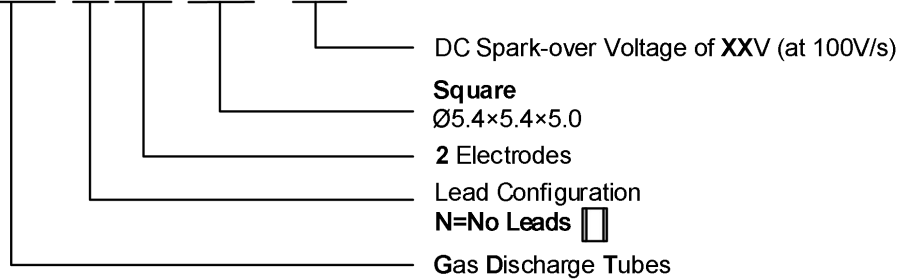 DC Spark-over Voltage of XXV (at 100V/s)
Square
Ø5.4×5.4×5.0
2 Electrodes
Lead Configuration
N=No Leads
Gas Discharge Tubes